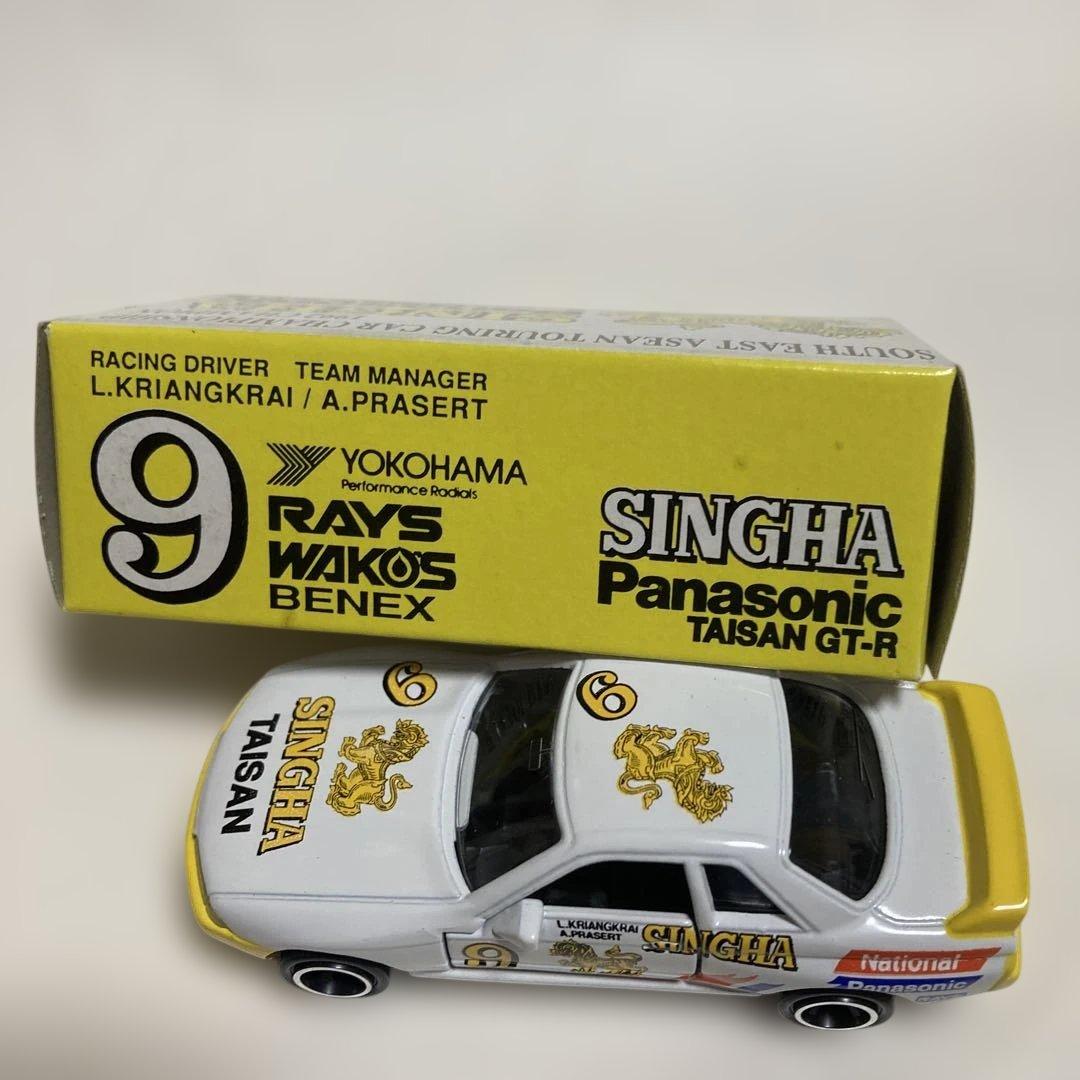 SOUTH EAST ASEAN TOURING CAR CHAMPIONSHIP
RACING DRIVER TEAM MANAGER
L.KRIANGKRAI / A.PRASERT
9
YOKOHAMA
Performance Radials
RAYS
WAKO'S
BENEX
SINGHA
Panasonic
TAISAN GT-R
9
SINGHA
TAISAN
9
L.KRIANGKRAI
A.PRASERT
SINGHA
9
National
Panasonic